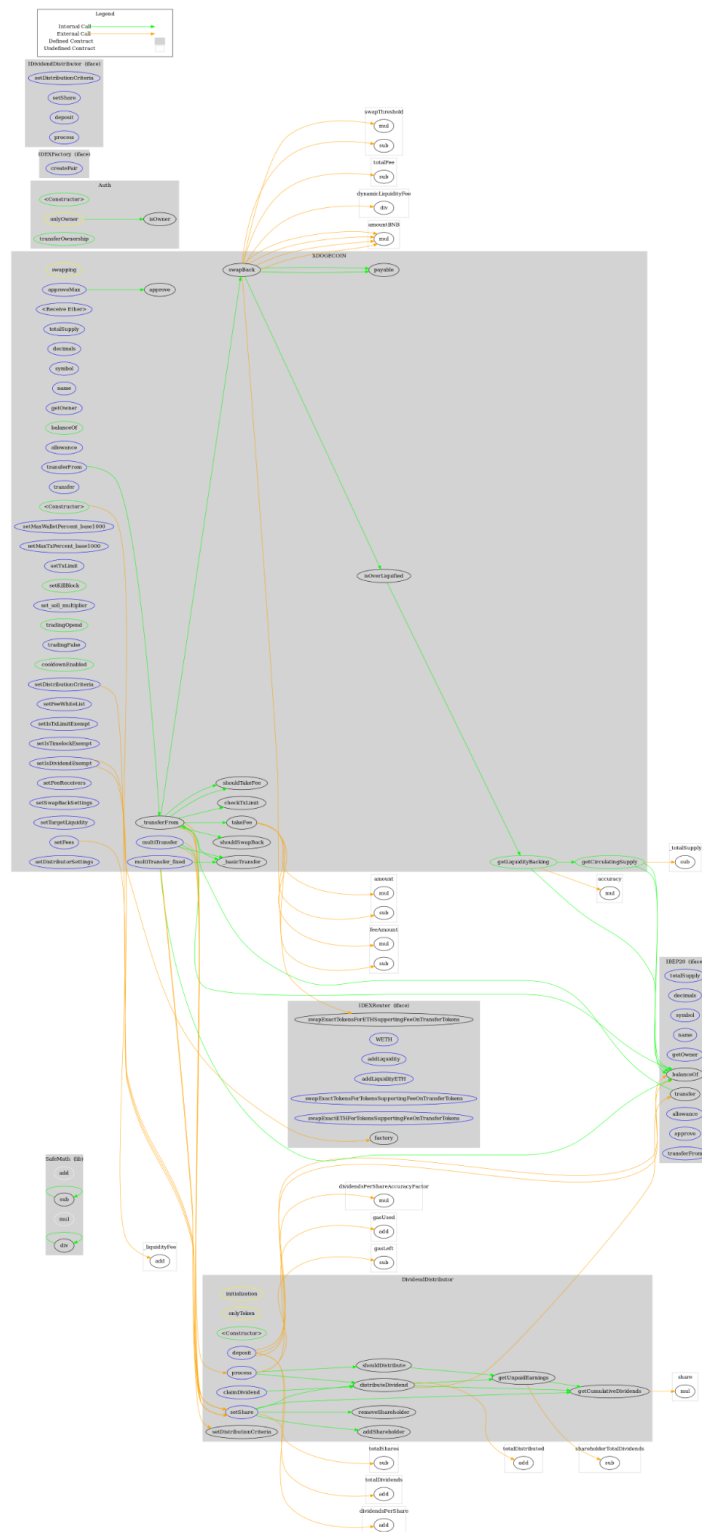 Legend
Internal Call
External Call
Defined Contract
Undefined Contract
IDividendDistributor (iface)
setDistributionCriteria
setShare
deposit
process
IDEXFactory (iface)
createPair
Auth
<Constructor>
onlyOwner
isOwner
transferOwnership
swapThreshold
mul
sub
totalFee
sub
dynamicLiquidityFee
div
amountBNB
mul
XDOGECOIN
swapping
swapBack
payable
approveMax
approve
<Receive Ether>
totalSupply
decimals
symbol
name
getOwner
balanceOf
allowance
transferFrom
transfer
<Constructor>
setMaxWalletPercent_base1000
setMaxTxPercent_base1000
setTxLimit
isOverLiquified
setKillBlock
set_sell_multiplier
tradingOpend
tradingFalse
cooldownEnabled
setDistributionCriteria
setFeeWhiteList
setIsTxLimitExempt
setIsTimelockExempt
setIsDividendExempt
setFeeReceivers
setSwapBackSettings
setTargetLiquidity
setFees
setDistributorSettings
shouldTakeFee
checkTxLimit
transferFrom
takeFee
multiTransfer
shouldSwapBack
multiTransfer_fixed
basicTransfer
getLiquidityBacking
getCirculatingSupply
_totalSupply
sub
accuracy
mul
amount
mul
sub
feeAmount
mul
sub
IBEP20 (iface)
totalSupply
decimals
symbol
name
getOwner
balanceOf
transfer
allowance
approve
transferFrom
IDEXRouter (iface)
swapExactTokensForETHSupportingFeeOnTransferTokens
WETH
addLiquidity
addLiquidityETH
swapExactTokensForTokensSupportingFeeOnTransferTokens
swapExactETHForTokensSupportingFeeOnTransferTokens
factory
SafeMath (lib)
add
sub
mul
div
_liquidityFee
add
dividendsPerShareAccuracyFactor
mul
gasUsed
add
gasLeft
sub
DividendDistributor
initialization
onlyToken
<Constructor>
deposit
process
claimDividend
setShare
setDistributionCriteria
shouldDistribute
distributeDividend
removeShareholder
addShareholder
getUnpaidEarnings
getCumulativeDividends
share
mul
totalShares
sub
totalDistributed
add
shareholderTotalDividends
sub
totalDividends
add
dividendsPerShare
add